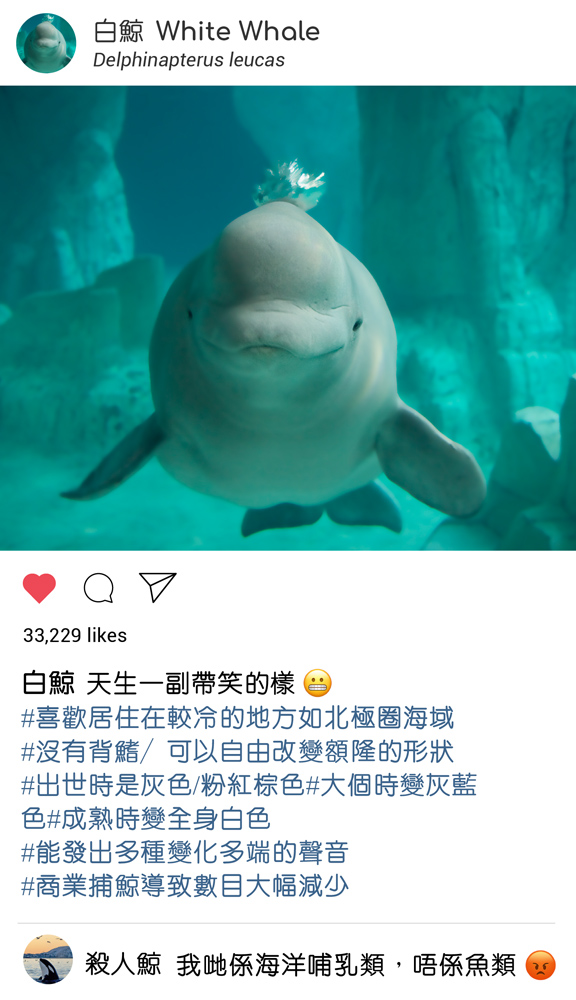 白鯨 White Whale
Delphinapterus leucas
33,229 likes
白鯨 天生一副帶笑的樣😬
#喜歡居住在較冷的地方如北極圈海域
#沒有背鰭/ 可以自由改變額隆的形狀
#出世時是灰色/粉紅棕色#大個時變灰藍
色#成熟時變全身白色
#能發出多種變化多端的聲音
#商業捕鯨導致數目大幅減少
殺人鯨 我哋係海洋哺乳類，唔係魚類😡